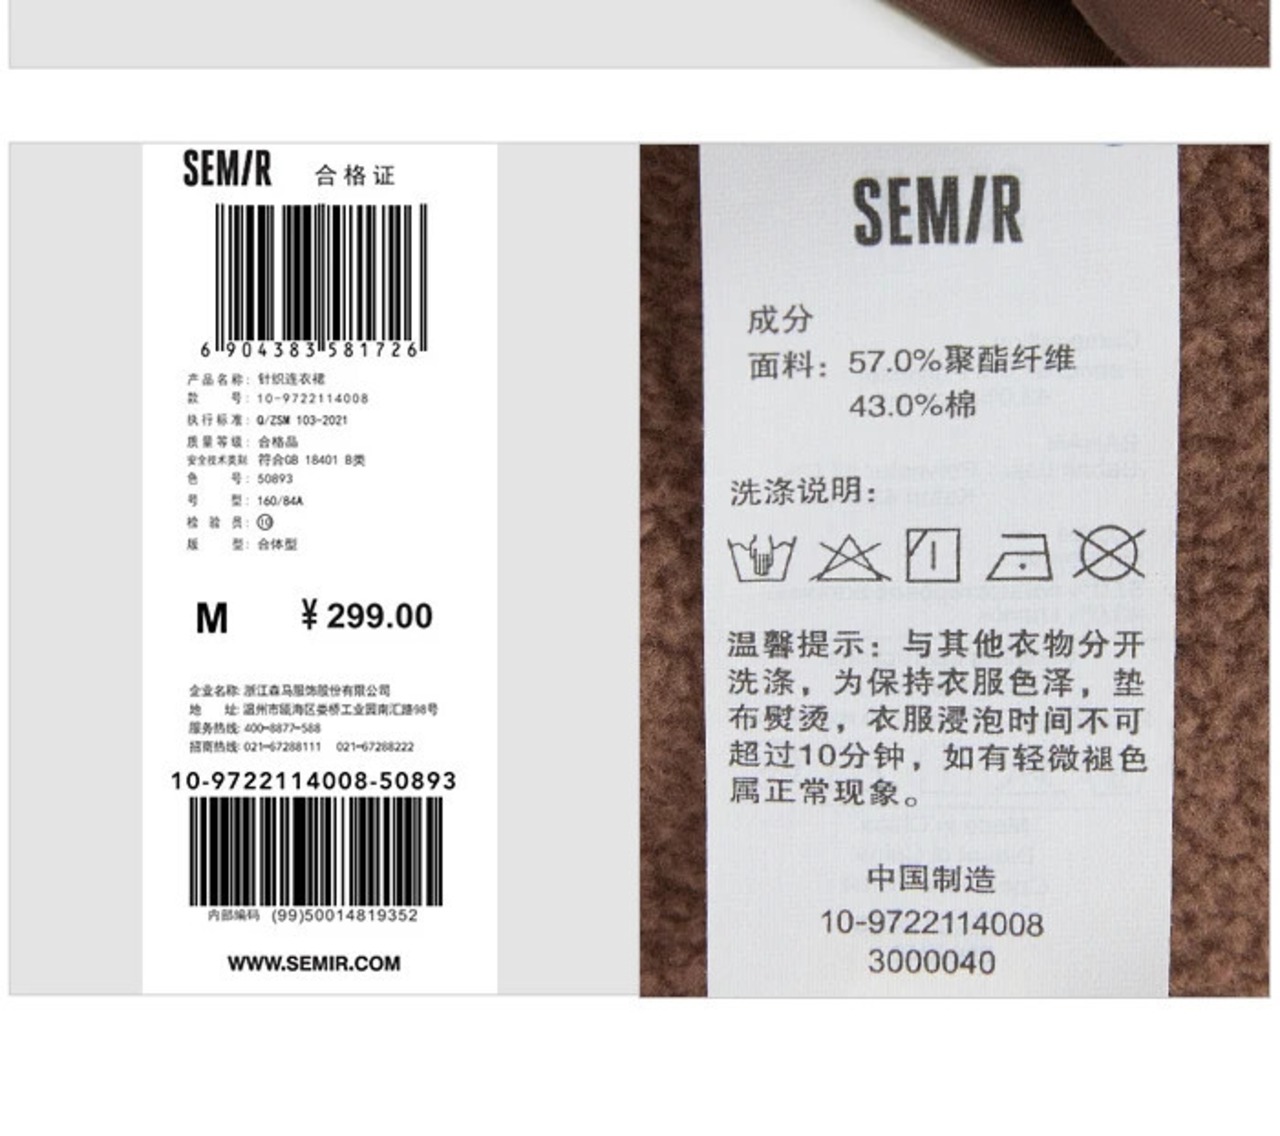 SEM/R 合格证
6 904383 581726
产品名称: 针织连衣裙
款 号: 10-9722114008
执行标准: Q/ZSM 103-2021
质量等级: 合格品
安全技术类别 符合GB 18401 B类
色 号: 50893
号 型: 160/84A
检 验 员: 10
版 型: 合体型
M ¥ 299.00
企业名称: 浙江森马服饰股份有限公司
地 址: 温州市瓯海区娄桥工业园南汇路98号
服务热线: 400-8877-588
招商热线: 021-67288111 021-67288222
10-9722114008-50893
内部编码 (99)50014819352
WWW.SEMIR.COM
SEM/R
成分
面料: 57.0%聚酯纤维
43.0%棉
洗涤说明:
温馨提示: 与其他衣物分开
洗涤，为保持衣服色泽，垫
布熨烫，衣服浸泡时间不可
超过10分钟，如有轻微褪色
属正常现象。
中国制造
10-9722114008
3000040